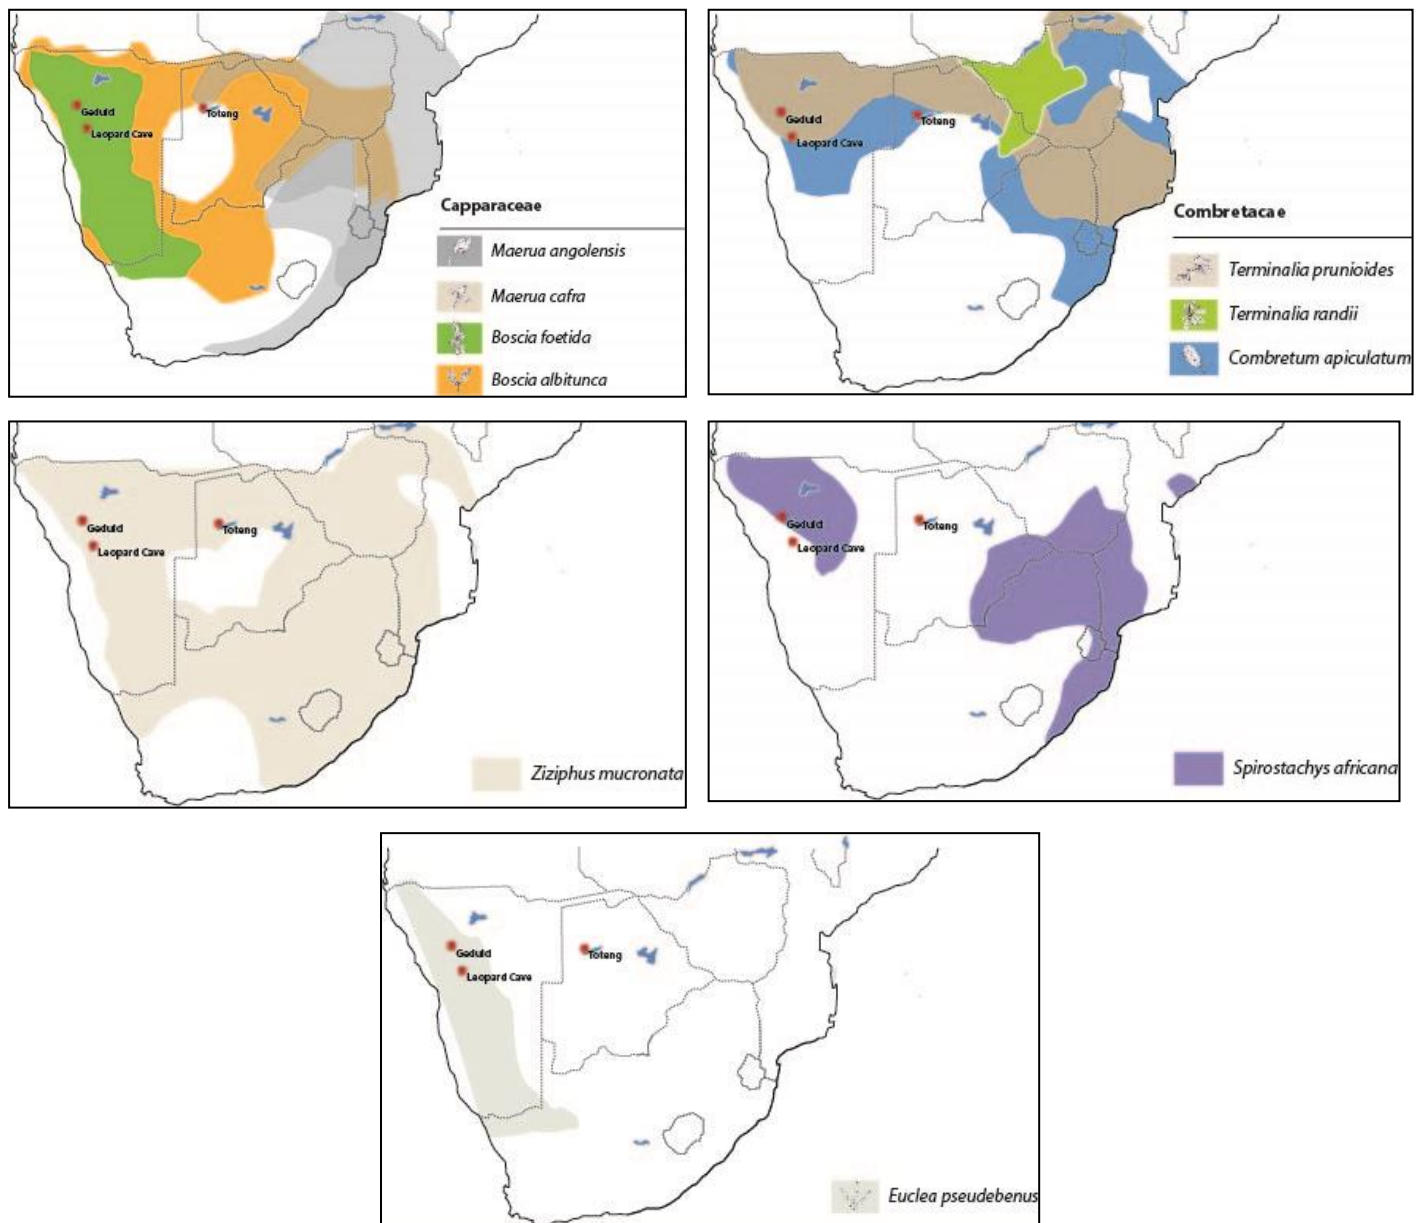 Geduld
Leopard Cave
Toteng
Capparaceae
Maerua angolensis
Maerua cafra
Boscia foetida
Boscia albitunca
Geduld
Leopard Cave
Toteng
Combretacae
Terminalia prunioides
Terminalia randii
Combretum apiculatum
Geduld
Leopard Cave
Toteng
Ziziphus mucronata
Geduld
Leopard Cave
Toteng
Spirostachys africana
Geduld
Leopard Cave
Toteng
Euclea pseudebenus